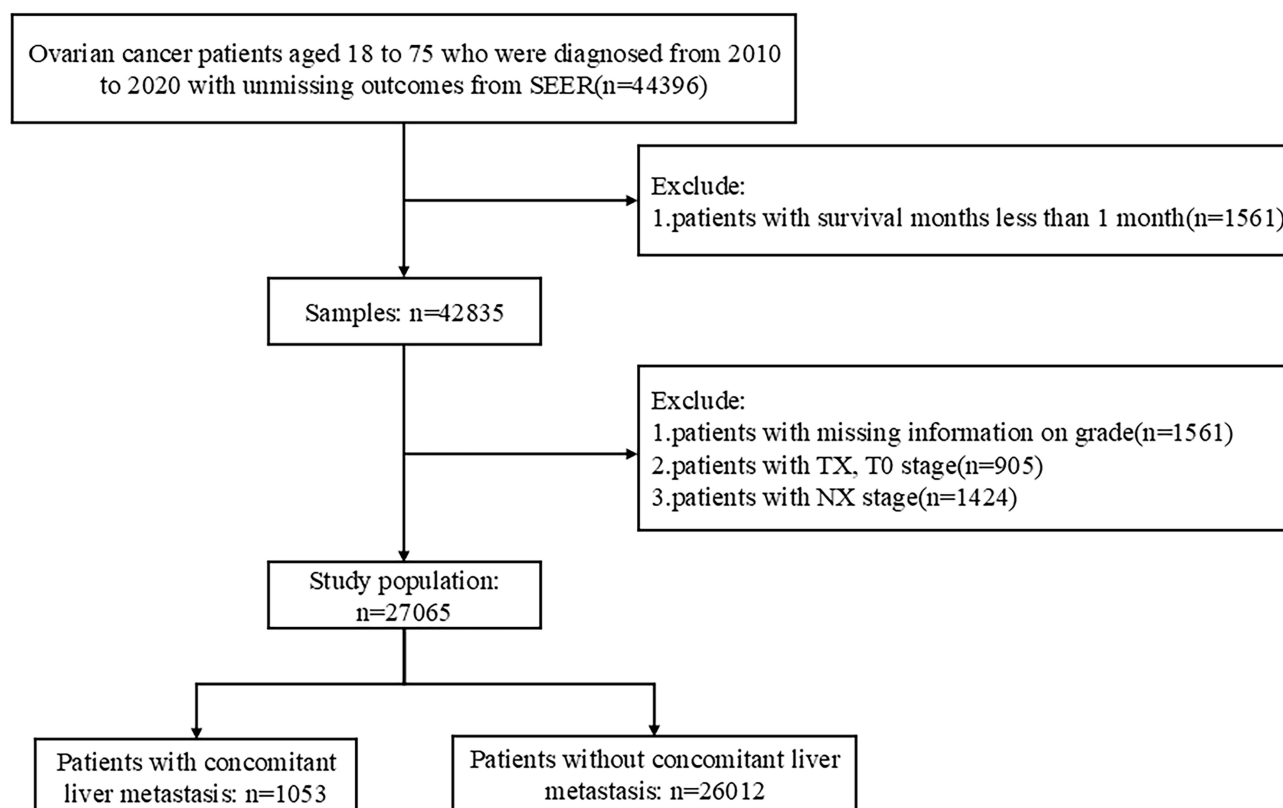 Ovarian cancer patients aged 18 to 75 who were diagnosed from 2010
to 2020 with unmissing outcomes from SEER(n=44396)
Exclude:
1.patients with survival months less than 1 month(n=1561)
Samples: n=42835
Exclude:
1.patients with missing information on grade(n=1561)
2.patients with TX, T0 stage(n=905)
3.patients with NX stage(n=1424)
Study population:
n=27065
Patients with concomitant
liver metastasis: n=1053
Patients without concomitant liver
metastasis: n=26012